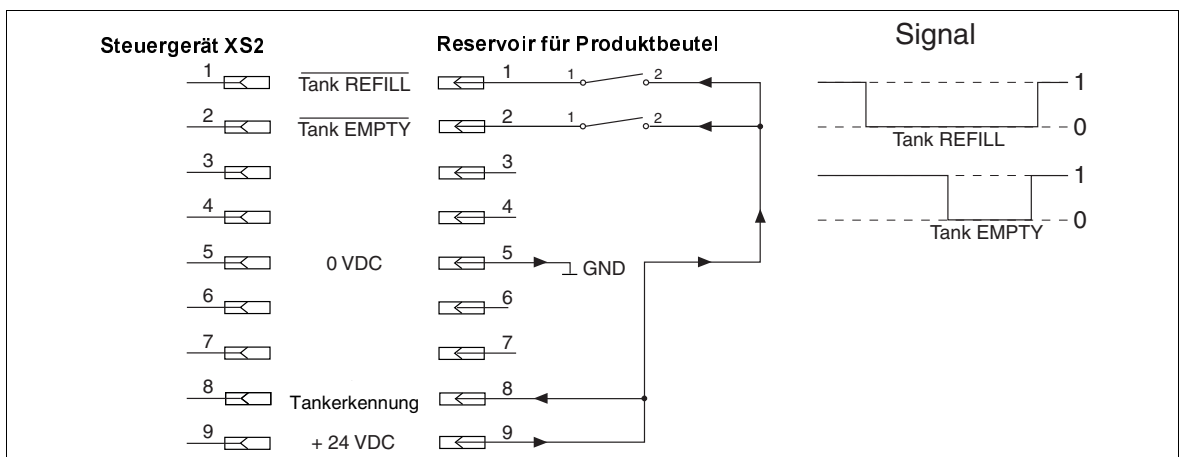 Steuergerät XS2 Reservoir für Produktbeutel Signal
1 Tank REFILL 1 1 2 1
2 Tank EMPTY 2 1 2 0
Tank REFILL
3 3 1
4 4 0
Tank EMPTY
5 0 VDC 5 GND
6 6
7 7
8 Tankerkennung 8
9 + 24 VDC 9